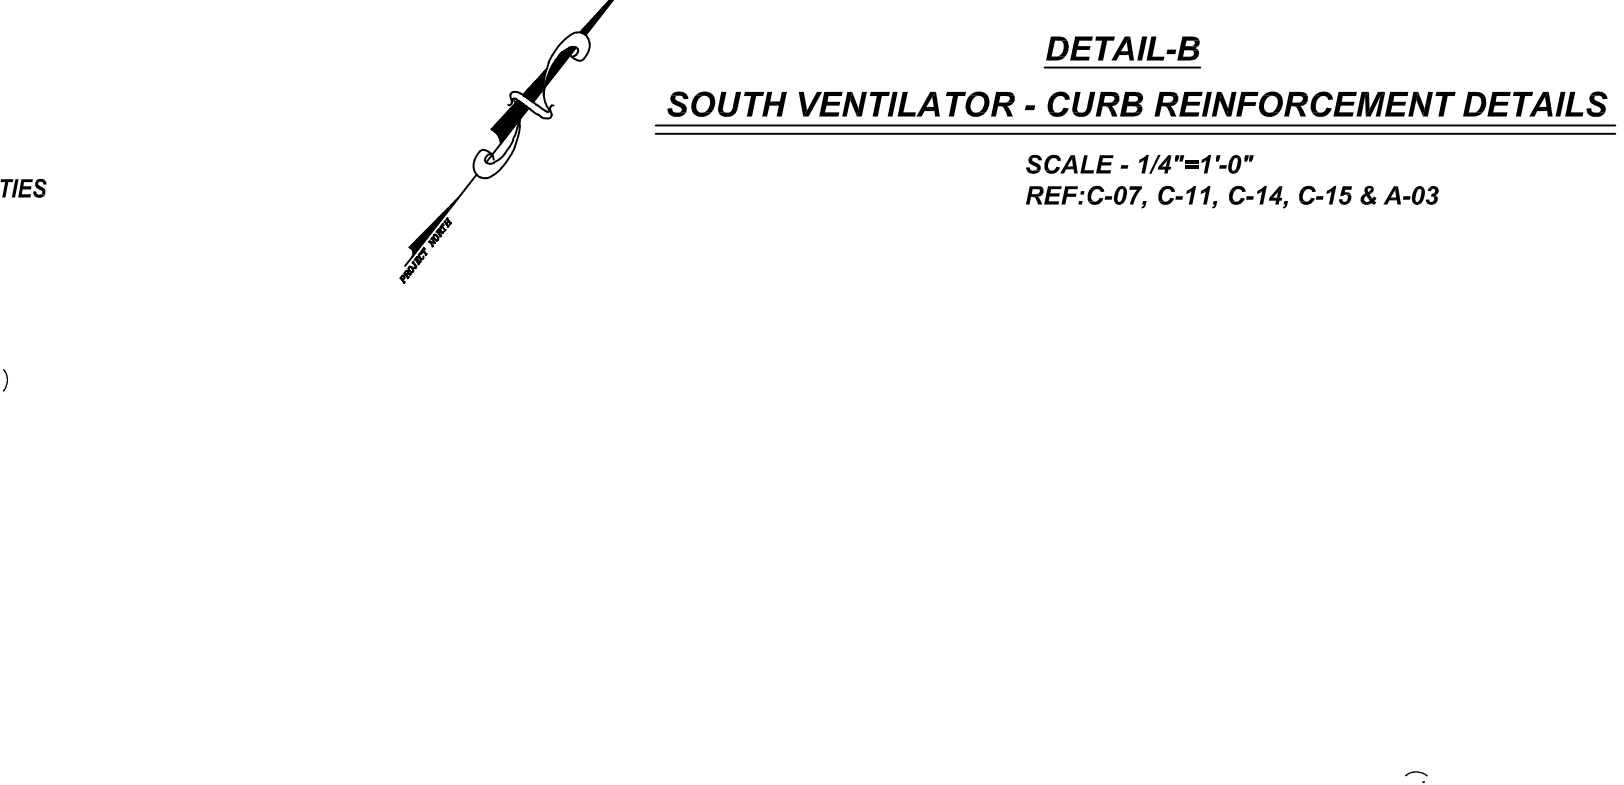 DETAIL-B
SOUTH VENTILATOR - CURB REINFORCEMENT DETAILS
SCALE - 1/4"=1'-0"
REF:C-07, C-11, C-14, C-15 & A-03
TIES
PROJECT NORTH
)